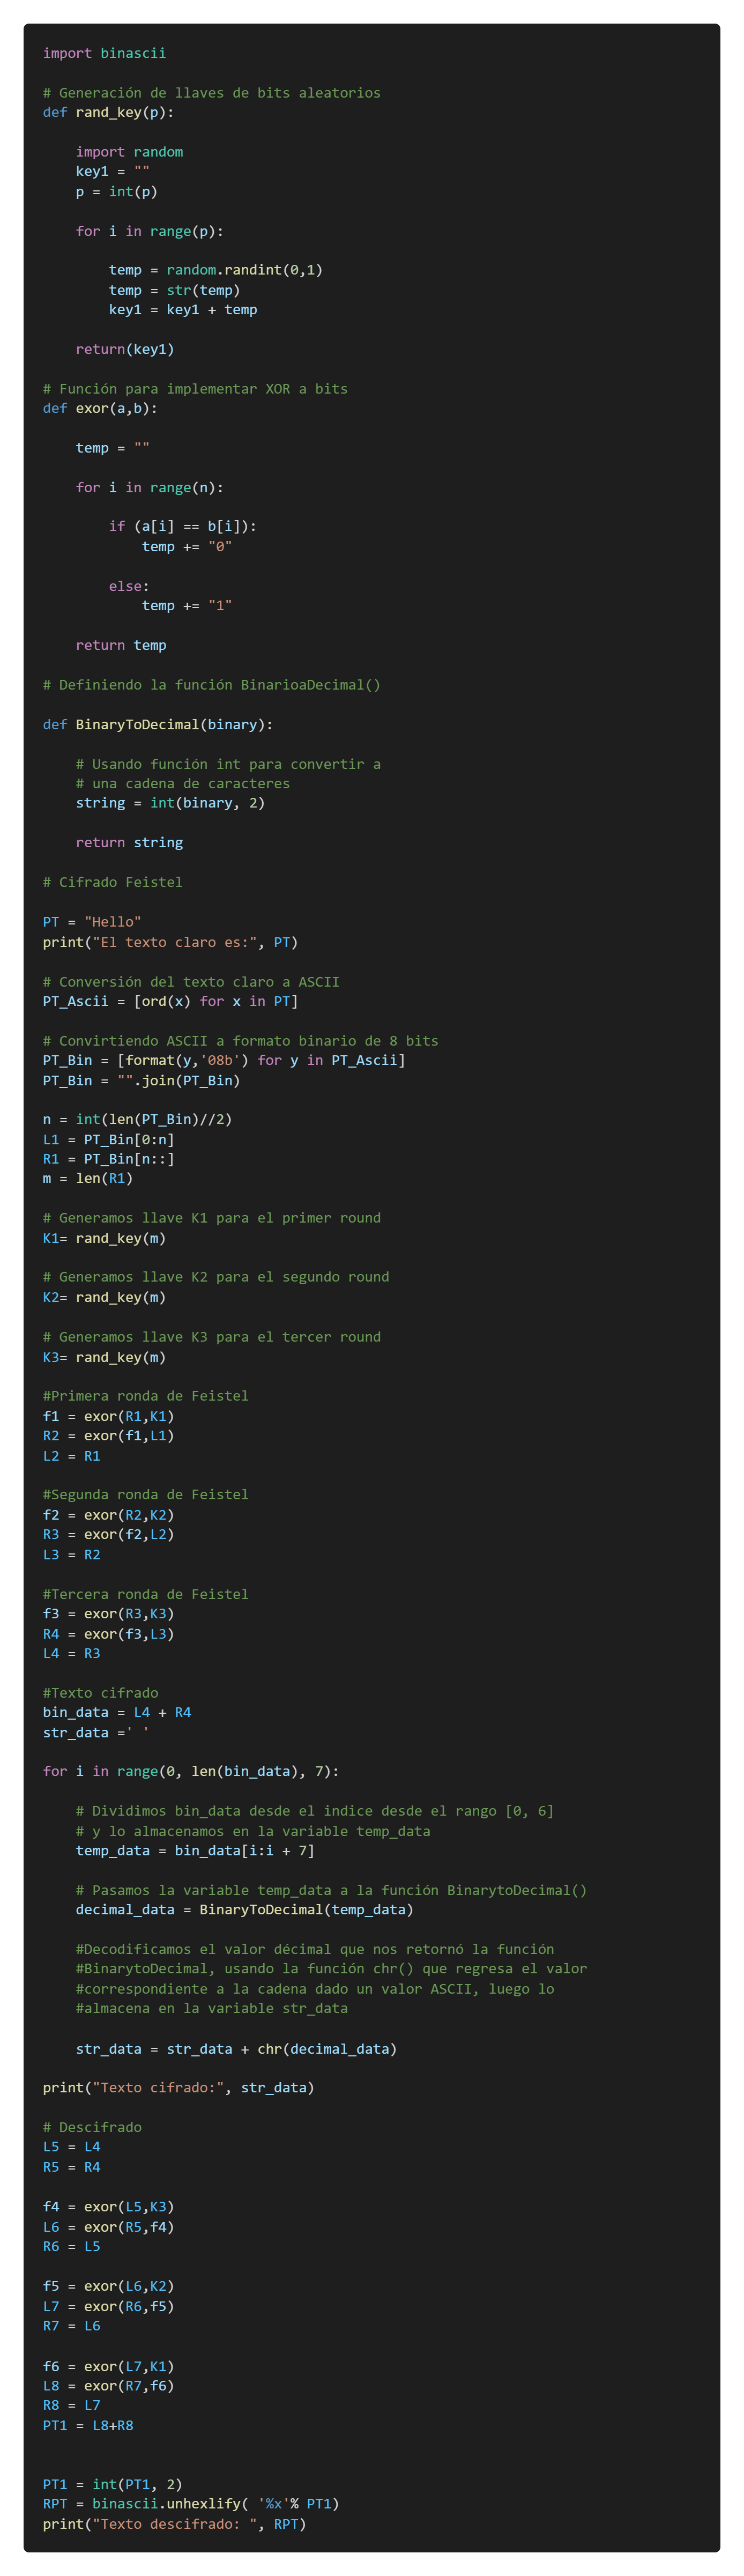 import binascii

# Generación de llaves de bits aleatorios
def rand_key(p):

    import random
    key1 = ""
    p = int(p)

    for i in range(p):

        temp = random.randint(0,1)
        temp = str(temp)
        key1 = key1 + temp

    return(key1)

# Función para implementar XOR a bits
def exor(a,b):

    temp = ""

    for i in range(n):

        if (a[i] == b[i]):
            temp += "0"

        else:
            temp += "1"

    return temp

# Definiendo la función BinarioaDecimal()

def BinaryToDecimal(binary):

    # Usando función int para convertir a
    # una cadena de caracteres
    string = int(binary, 2)

    return string

# Cifrado Feistel

PT = "Hello"
print("El texto claro es:", PT)

# Conversión del texto claro a ASCII
PT_Ascii = [ord(x) for x in PT]

# Convirtiendo ASCII a formato binario de 8 bits
PT_Bin = [format(y,'08b') for y in PT_Ascii]
PT_Bin = "".join(PT_Bin)

n = int(len(PT_Bin)//2)
L1 = PT_Bin[0:n]
R1 = PT_Bin[n::]
m = len(R1)

# Generamos llave K1 para el primer round
K1= rand_key(m)

# Generamos llave K2 para el segundo round
K2= rand_key(m)

# Generamos llave K3 para el tercer round
K3= rand_key(m)

#Primera ronda de Feistel
f1 = exor(R1,K1)
R2 = exor(f1,L1)
L2 = R1

#Segunda ronda de Feistel
f2 = exor(R2,K2)
R3 = exor(f2,L2)
L3 = R2

#Tercera ronda de Feistel
f3 = exor(R3,K3)
R4 = exor(f3,L3)
L4 = R3

#Texto cifrado
bin_data = L4 + R4
str_data =' '

for i in range(0, len(bin_data), 7):

    # Dividimos bin_data desde el indice desde el rango [0, 6]
    # y lo almacenamos en la variable temp_data
    temp_data = bin_data[i:i + 7]

    # Pasamos la variable temp_data a la función BinarytoDecimal()
    decimal_data = BinaryToDecimal(temp_data)

    #Decodificamos el valor décimal que nos retornó la función
    #BinarytoDecimal, usando la función chr() que regresa el valor
    #correspondiente a la cadena dado un valor ASCII, luego lo
    #almacena en la variable str_data

    str_data = str_data + chr(decimal_data)

print("Texto cifrado:", str_data)

# Descifrado
L5 = L4
R5 = R4

f4 = exor(L5,K3)
L6 = exor(R5,f4)
R6 = L5

f5 = exor(L6,K2)
L7 = exor(R6,f5)
R7 = L6

f6 = exor(L7,K1)
L8 = exor(R7,f6)
R8 = L7
PT1 = L8+R8


PT1 = int(PT1, 2)
RPT = binascii.unhexlify( '%x'% PT1)
print("Texto descifrado: ", RPT)